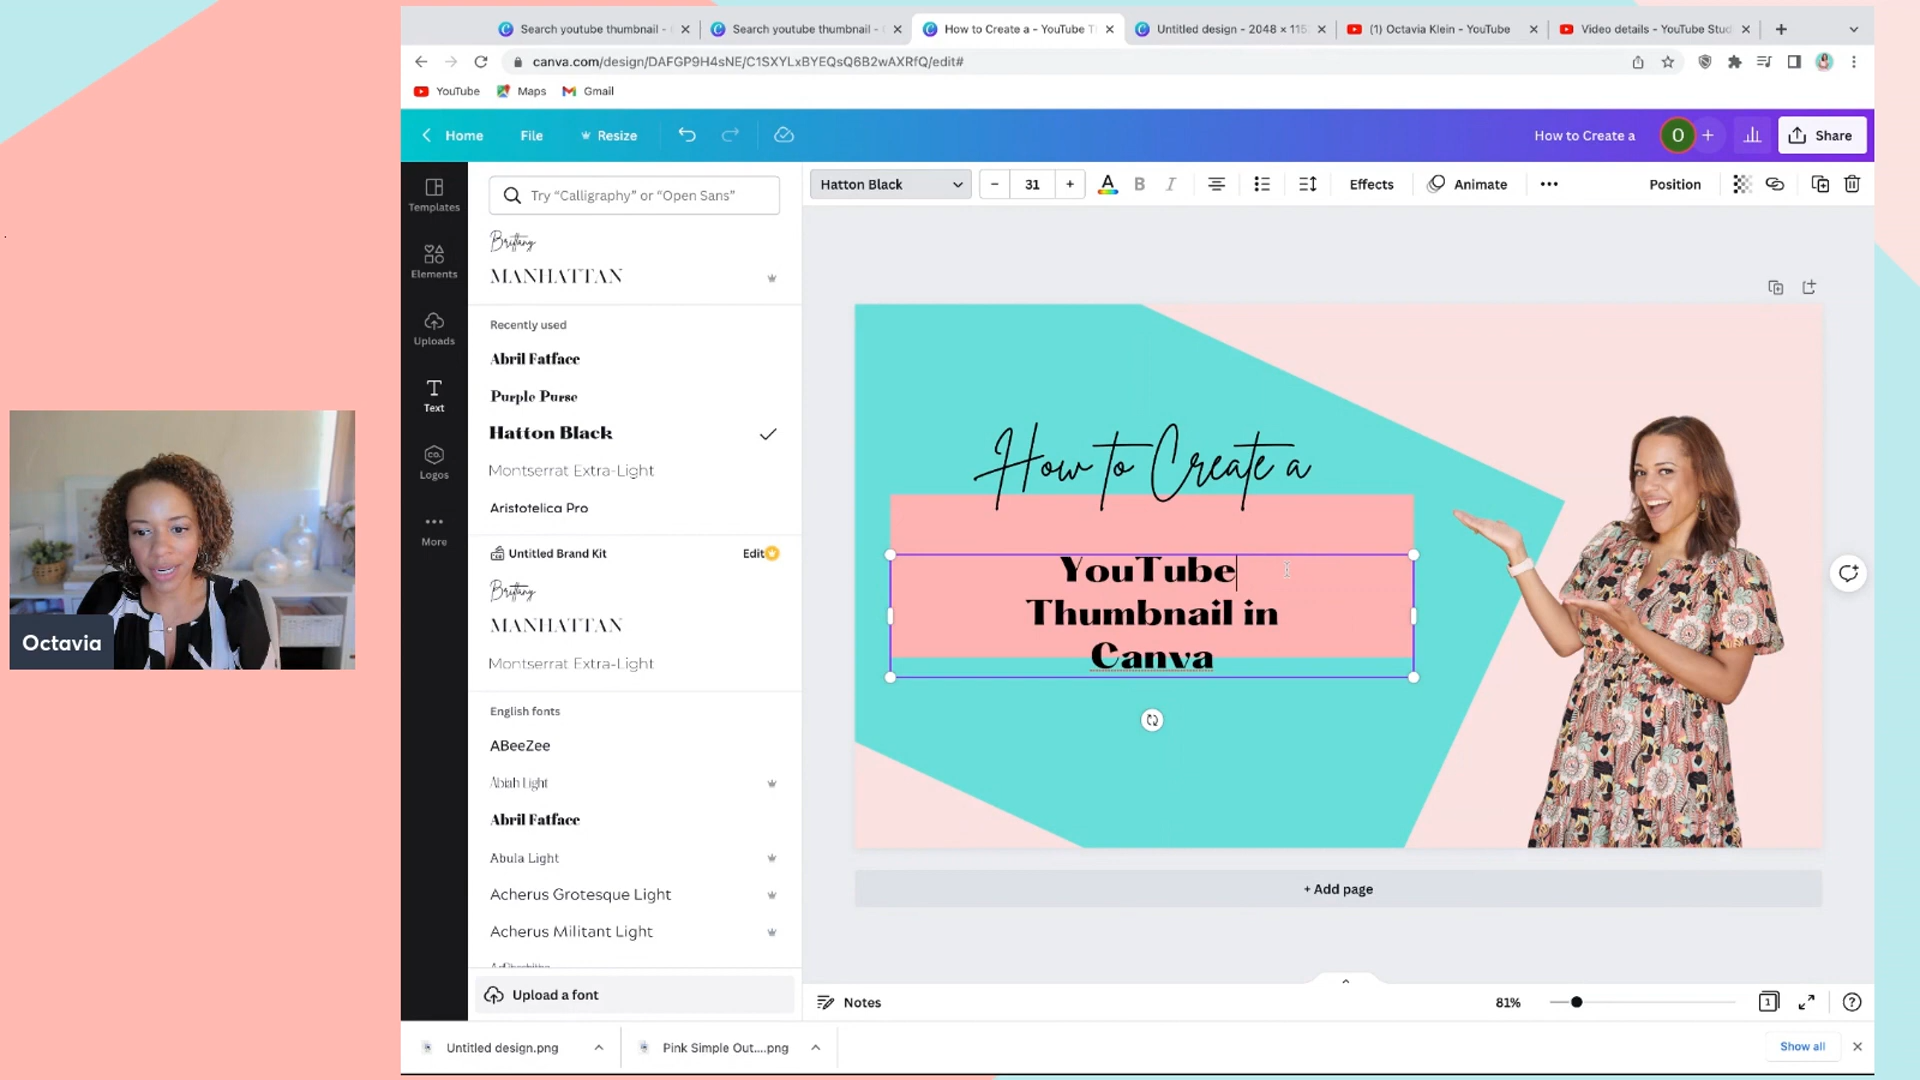 Search youtube thumbnail -
Search youtube thumbnail -
How to Create a - YouTube T
Untitled design - 2048 × 115
(1) Octavia Klein - YouTube
Video details - YouTube Stud
canva.com/design/DAFGP9H4sNE/C1SXYLxBYEQsQ6B2wAXRfQ/edit#
YouTube
Maps
Gmail
Home
File
Resize
How to Create a
O
Share
Templates
Elements
Uploads
Text
CO.
Logos
More
Try “Calligraphy” or “Open Sans”
Brittany
MANHATTAN
Recently used
Abril Fatface
Purple Purse
Hatton Black
Montserrat Extra-Light
Aristotelica Pro
Untitled Brand Kit
Edit
Brittany
MANHATTAN
Montserrat Extra-Light
English fonts
ABeeZee
Abiah Light
Abril Fatface
Abula Light
Acherus Grotesque Light
Acherus Militant Light
Upload a font
Hatton Black
31
A
B
I
Effects
Animate
Position
How to Create a
YouTube
Thumbnail in
Canva
+ Add page
Notes
81%
1
Octavia
Untitled design.png
Pink Simple Out....png
Show all